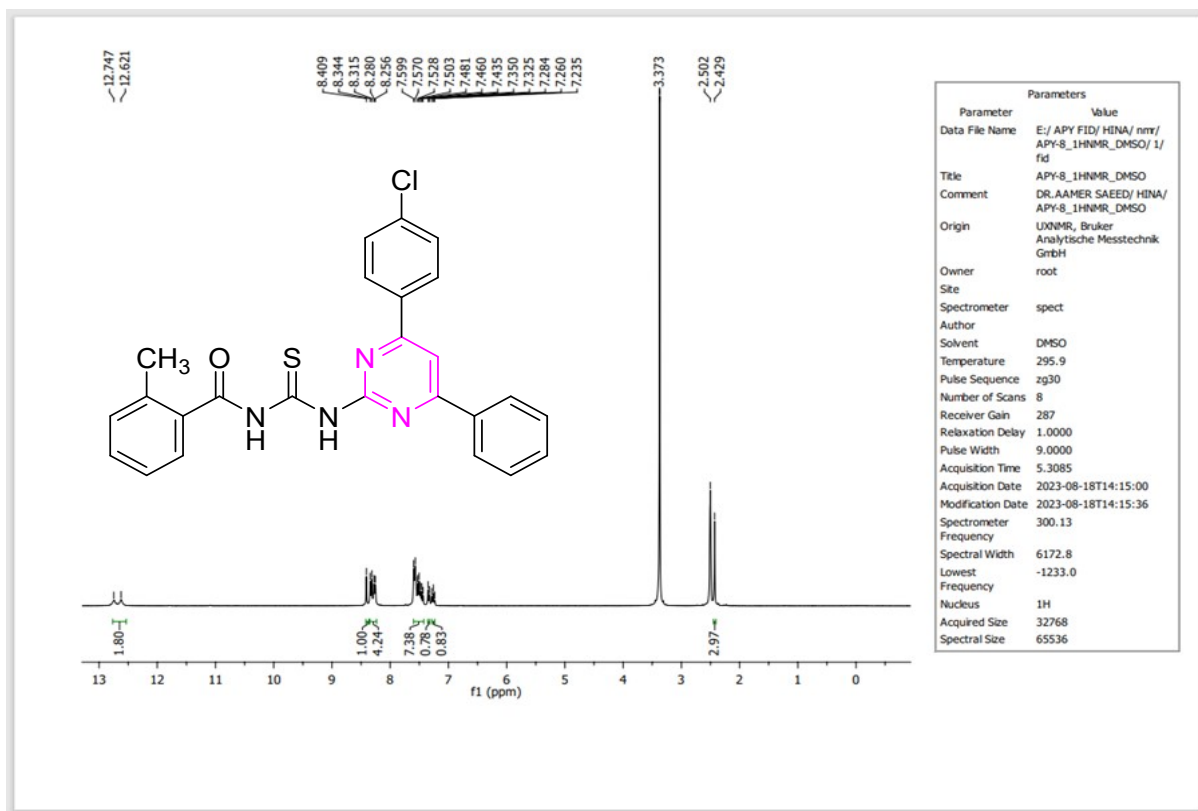 12.747
12.621
8.409
8.344
8.315
8.280
8.256
7.599
7.570
7.528
7.503
7.481
7.460
7.435
7.350
7.325
7.284
7.260
7.235
3.373
2.502
2.429
Cl
CH3
O
S
N
N
H
N
H
N
1.80
1.00
4.24
7.38
0.78
0.83
2.97
13 12 11 10 9 8 7 6 5 4 3 2 1 0
f1 (ppm)
Parameters
Parameter Value
Data File Name E:/ APY FID/ HINA/ nmr/
APY-8_1HNMR_DMSO/ 1/
fid
Title APY-8_1HNMR_DMSO
Comment DR.AAMER SAEED/ HINA/
APY-8_1HNMR_DMSO
Origin UXNMR, Bruker
Analytische Messtechnik
GmbH
Owner root
Site
Spectrometer spect
Author
Solvent DMSO
Temperature 295.9
Pulse Sequence zg30
Number of Scans 8
Receiver Gain 287
Relaxation Delay 1.0000
Pulse Width 9.0000
Acquisition Time 5.3085
Acquisition Date 2023-08-18T14:15:00
Modification Date 2023-08-18T14:15:36
Spectrometer 300.13
Frequency
Spectral Width 6172.8
Lowest -1233.0
Frequency
Nucleus 1H
Acquired Size 32768
Spectral Size 65536